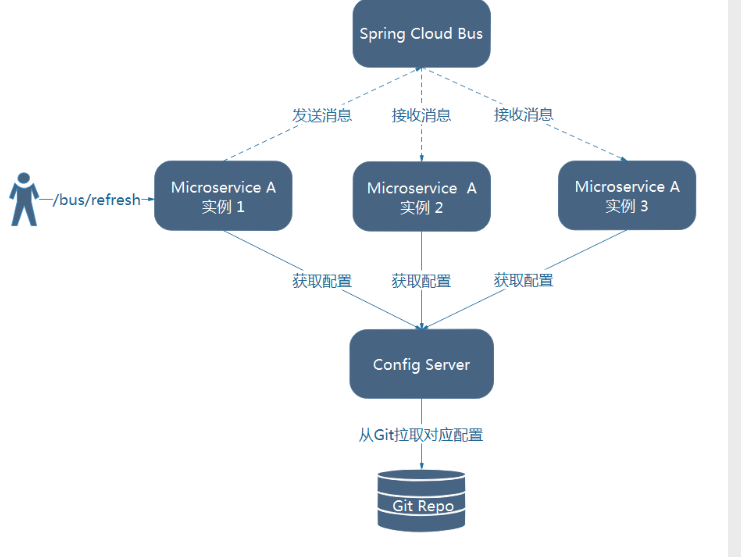 Spring Cloud Bus
发送消息
接收消息
接收消息
/bus/refresh
Microservice A
实例 1
Microservice A
实例 2
Microservice A
实例 3
获取配置
获取配置
获取配置
Config Server
从Git拉取对应配置
Git Repo